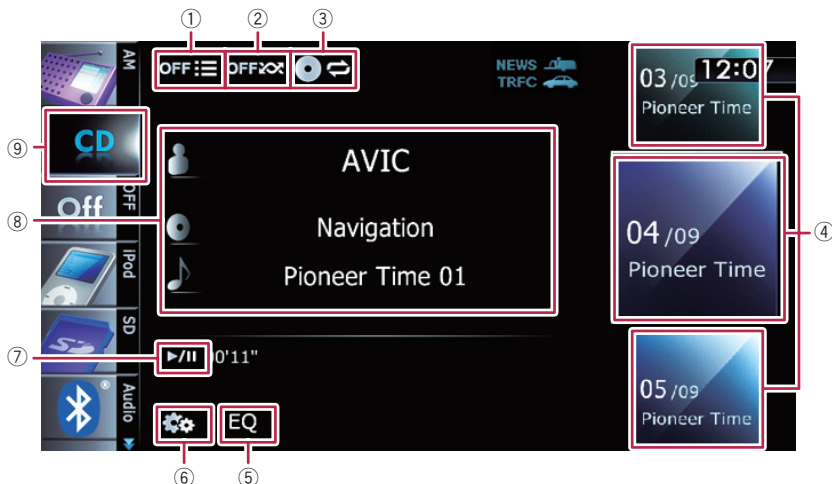 ① ② ③
AM
OFF
OFF
NEWS
TRFC
12:07
03/09
Pioneer Time
⑨
CD
OFF
Off
⑧
AVIC
Navigation
Pioneer Time 01
04/09
Pioneer Time
④
iPod
SD
⑦
►/II 00'11"
05/09
Pioneer Time
Audio
EQ
⑥ ⑤